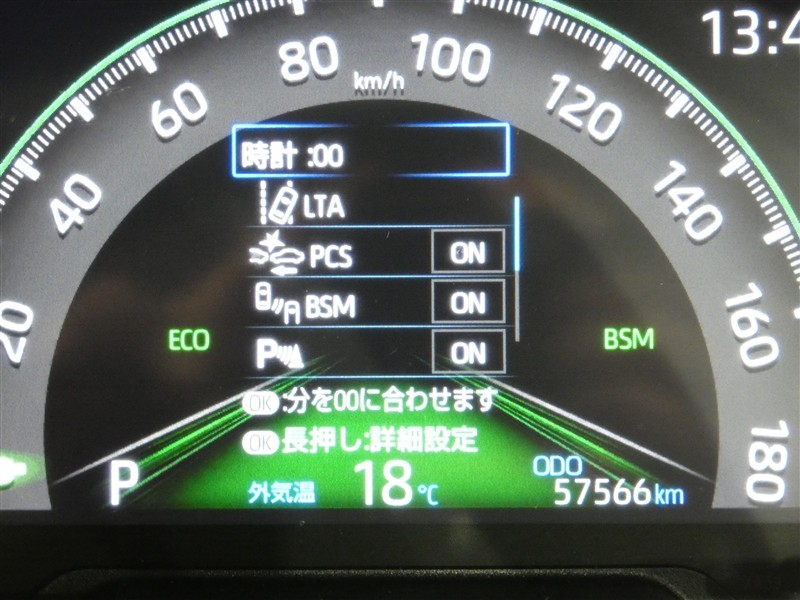 13:4
20
40
60
80
100
120
140
160
180
km/h
時計 :00
LTA
PCS ON
BSM ON
P ON
ECO
BSM
OK :分を00に合わせます
OK 長押し:詳細設定
P
外気温 18℃
ODO
57566km